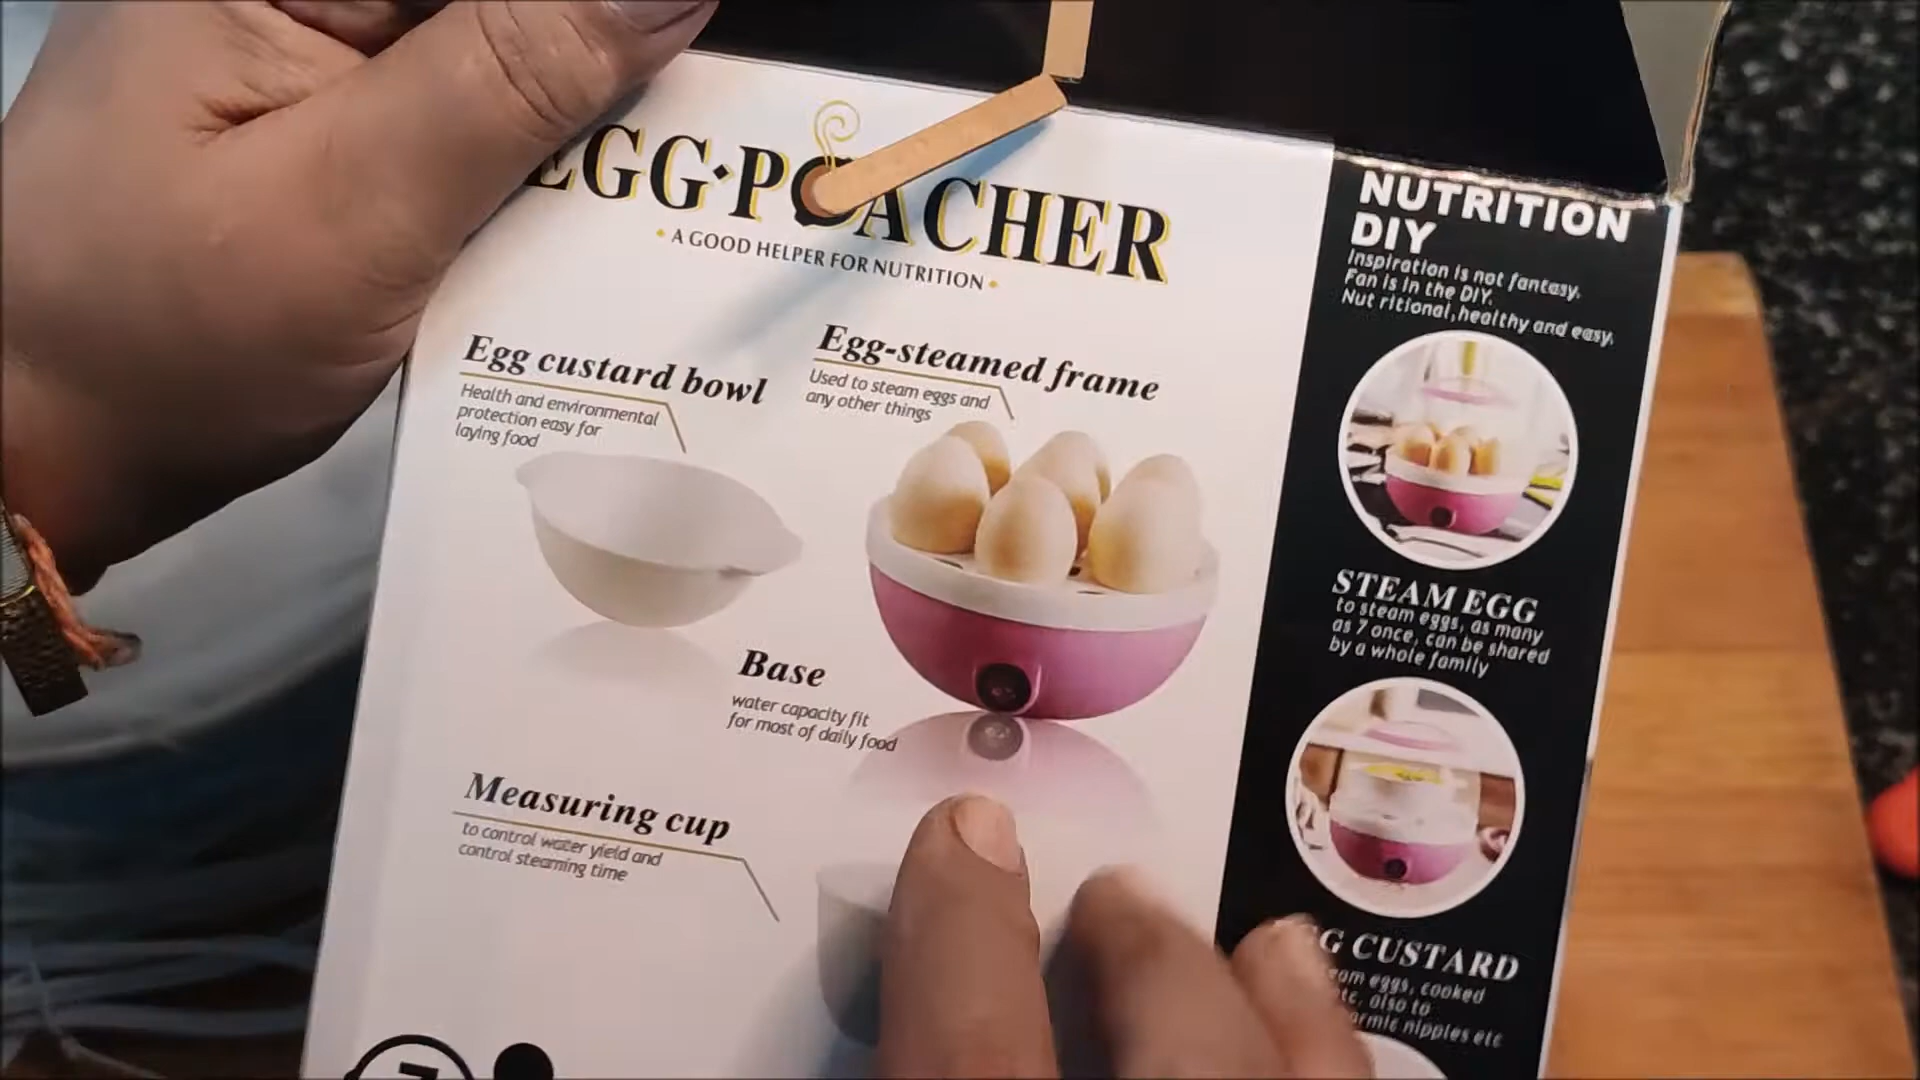 EGG·POACHER
• A GOOD HELPER FOR NUTRITION •
Egg custard bowl
Health and environmental
protection easy for
laying food
Egg-steamed frame
Used to steam eggs and
any other things
Base
water capacity fit
for most of daily food
Measuring cup
to control water yield and
control steaming time
NUTRITION
DIY
Inspiration is not fantasy.
Fan is in the DIY.
Nut ritional,healthy and easy.
STEAM EGG
to steam eggs, as many
as 7 once, can be shared
by a whole family
CUSTARD
eggs, cooked
also to
nipples etc